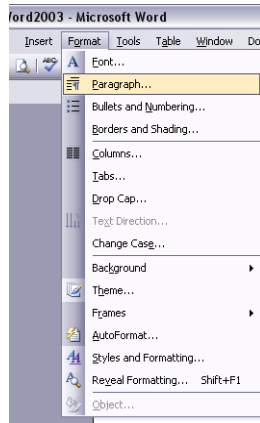 Word2003 - Microsoft Word
Insert Format Tools Table Window Do
Font...
Paragraph...
Bullets and Numbering...
Borders and Shading...
Columns...
Tabs...
Drop Cap...
Text Direction...
Change Case...
Background
Theme...
Frames
AutoFormat...
Styles and Formatting...
Reveal Formatting... Shift+F1
Object...